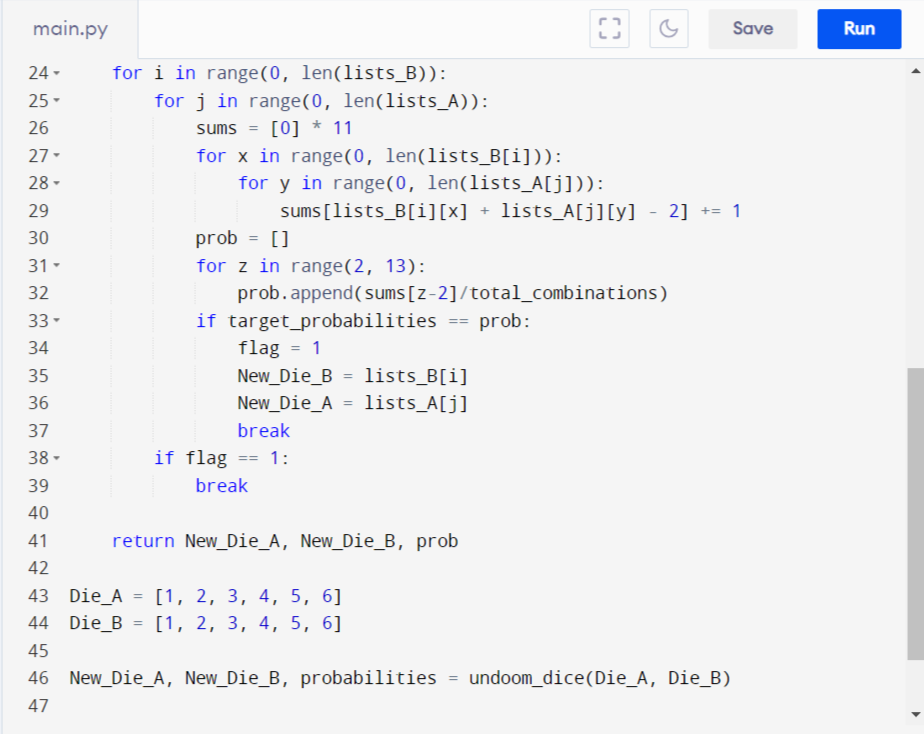 main.py Save Run
24 for i in range(0, len(lists_B)):
25 for j in range(0, len(lists_A)):
26 sums = [0] * 11
27 for x in range(0, len(lists_B[i])):
28 for y in range(0, len(lists_A[j])):
29 sums[lists_B[i][x] + lists_A[j][y] - 2] += 1
30 prob = []
31 for z in range(2, 13):
32 prob.append(sums[z-2]/total_combinations)
33 if target_probabilities == prob:
34 flag = 1
35 New_Die_B = lists_B[i]
36 New_Die_A = lists_A[j]
37 break
38 if flag == 1:
39 break
40
41 return New_Die_A, New_Die_B, prob
42
43 Die_A = [1, 2, 3, 4, 5, 6]
44 Die_B = [1, 2, 3, 4, 5, 6]
45
46 New_Die_A, New_Die_B, probabilities = undoom_dice(Die_A, Die_B)
47